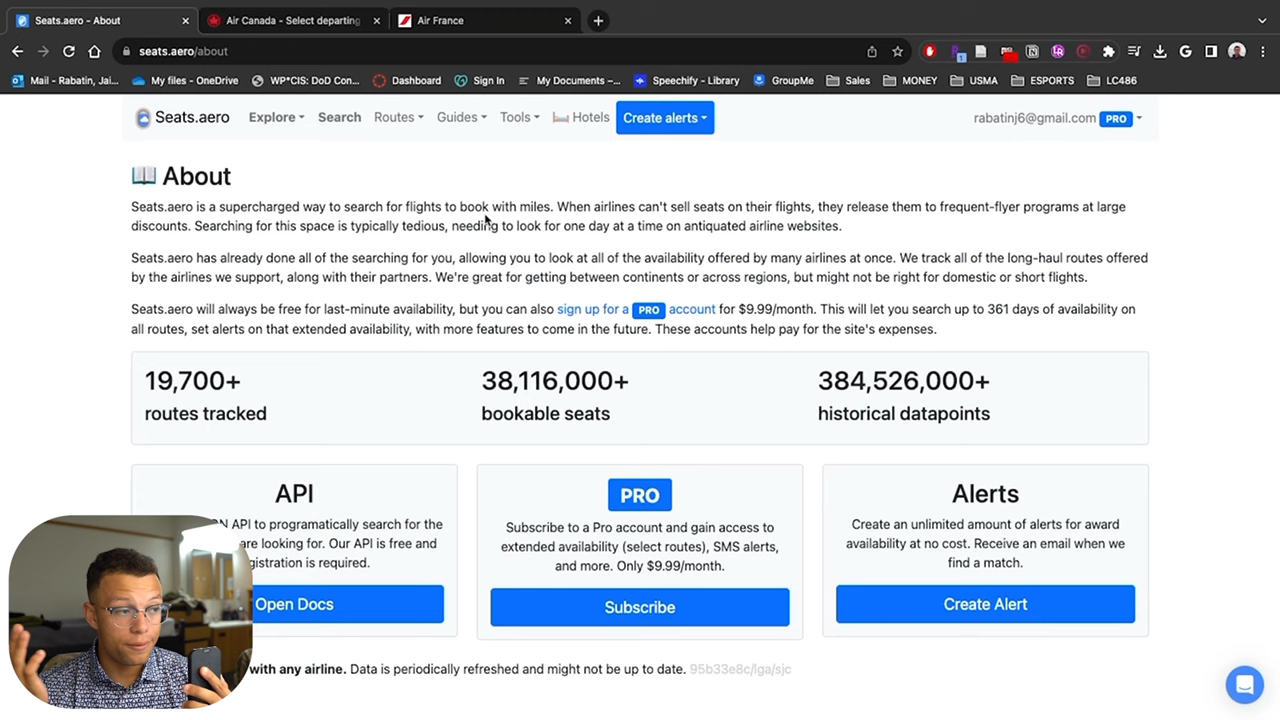 Seats.aero - About
Air Canada - Select departing
Air France
seats.aero/about
Mail - Rabatin, Jai...
My files - OneDrive
WP*CIS: DoD Con...
Dashboard
Sign In
My Documents –...
Speechify - Library
GroupMe
Sales
MONEY
USMA
ESPORTS
LC486
Seats.aero
Explore
Search
Routes
Guides
Tools
Hotels
Create alerts
rabatinj6@gmail.com PRO
About
Seats.aero is a supercharged way to search for flights to book with miles. When airlines can't sell seats on their flights, they release them to frequent-flyer programs at large
discounts. Searching for this space is typically tedious, needing to look for one day at a time on antiquated airline websites.
Seats.aero has already done all of the searching for you, allowing you to look at all of the availability offered by many airlines at once. We track all of the long-haul routes offered
by the airlines we support, along with their partners. We're great for getting between continents or across regions, but might not be right for domestic or short flights.
Seats.aero will always be free for last-minute availability, but you can also sign up for a PRO account for $9.99/month. This will let you search up to 361 days of availability on
all routes, set alerts on that extended availability, with more features to come in the future. These accounts help pay for the site's expenses.
19,700+
routes tracked
38,116,000+
bookable seats
384,526,000+
historical datapoints
API
N API to programatically search for the
are looking for. Our API is free and
gistration is required.
Open Docs
PRO
Subscribe to a Pro account and gain access to
extended availability (select routes), SMS alerts,
and more. Only $9.99/month.
Subscribe
Alerts
Create an unlimited amount of alerts for award
availability at no cost. Receive an email when we
find a match.
Create Alert
with any airline. Data is periodically refreshed and might not be up to date. 95b33e8c/lga/sjc